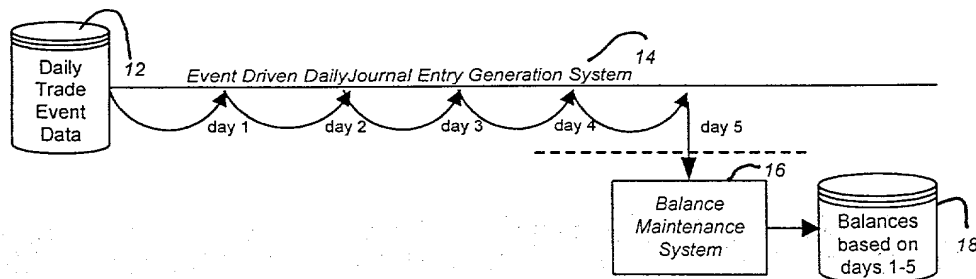 Daily
Trade
Event
Data
12
Event Driven DailyJournal Entry Generation System
14
day 1
day 2
day 3
day 4
day 5
16
Balance
Maintenance
System
Balances
based on
days 1-5
18